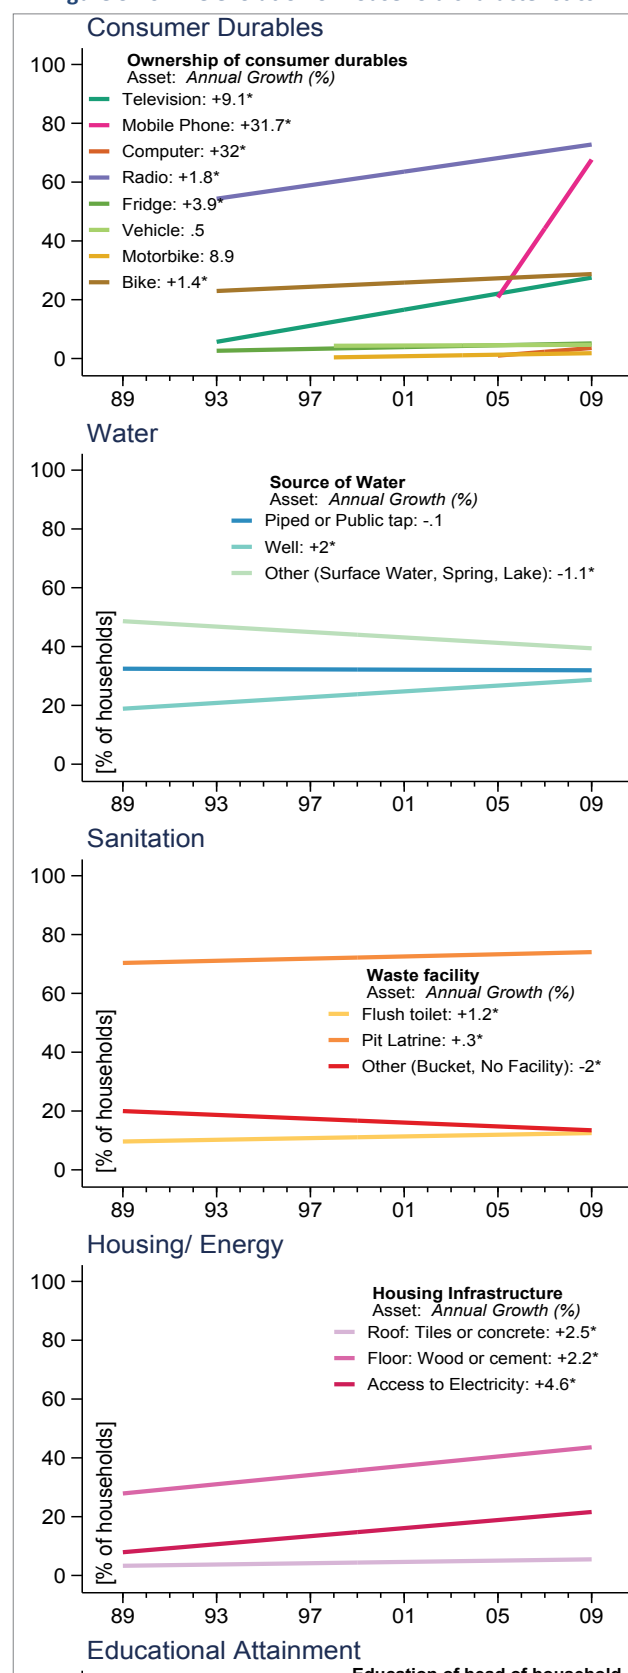 Consumer Durables
Ownership of consumer durables
Asset: Annual Growth (%)
Television: +9.1*
Mobile Phone: +31.7*
Computer: +32*
Radio: +1.8*
Fridge: +3.9*
Vehicle: .5
Motorbike: 8.9
Bike: +1.4*
100
80
60
40
20
0
89 93 97 01 05 09
Water
Source of Water
Asset: Annual Growth (%)
Piped or Public tap: -.1
Well: +2*
Other (Surface Water, Spring, Lake): -1.1*
[% of households]
100
80
60
40
20
0
89 93 97 01 05 09
Sanitation
Waste facility
Asset: Annual Growth (%)
Flush toilet: +1.2*
Pit Latrine: +.3*
Other (Bucket, No Facility): -2*
[% of households]
100
80
60
40
20
0
89 93 97 01 05 09
Housing/ Energy
Housing Infrastructure
Asset: Annual Growth (%)
Roof: Tiles or concrete: +2.5*
Floor: Wood or cement: +2.2*
Access to Electricity: +4.6*
[% of households]
100
80
60
40
20
0
89 93 97 01 05 09
Educational Attainment
Education of head of household